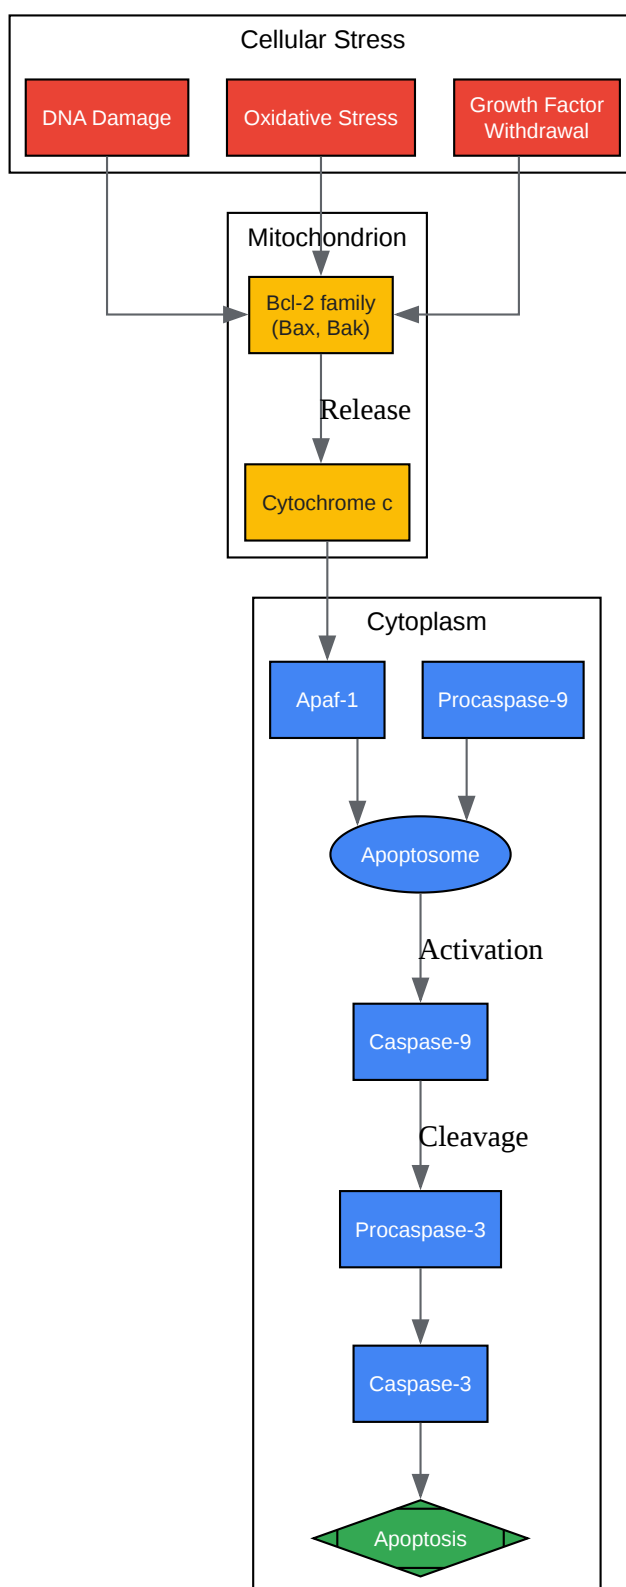 Cellular Stress
DNA Damage
Oxidative Stress
Growth Factor
Withdrawal
Mitochondrion
Bcl-2 family
(Bax, Bak)
Release
Cytochrome c
Cytoplasm
Apaf-1
Procaspase-9
Apoptosome
Activation
Caspase-9
Cleavage
Procaspase-3
Caspase-3
Apoptosis